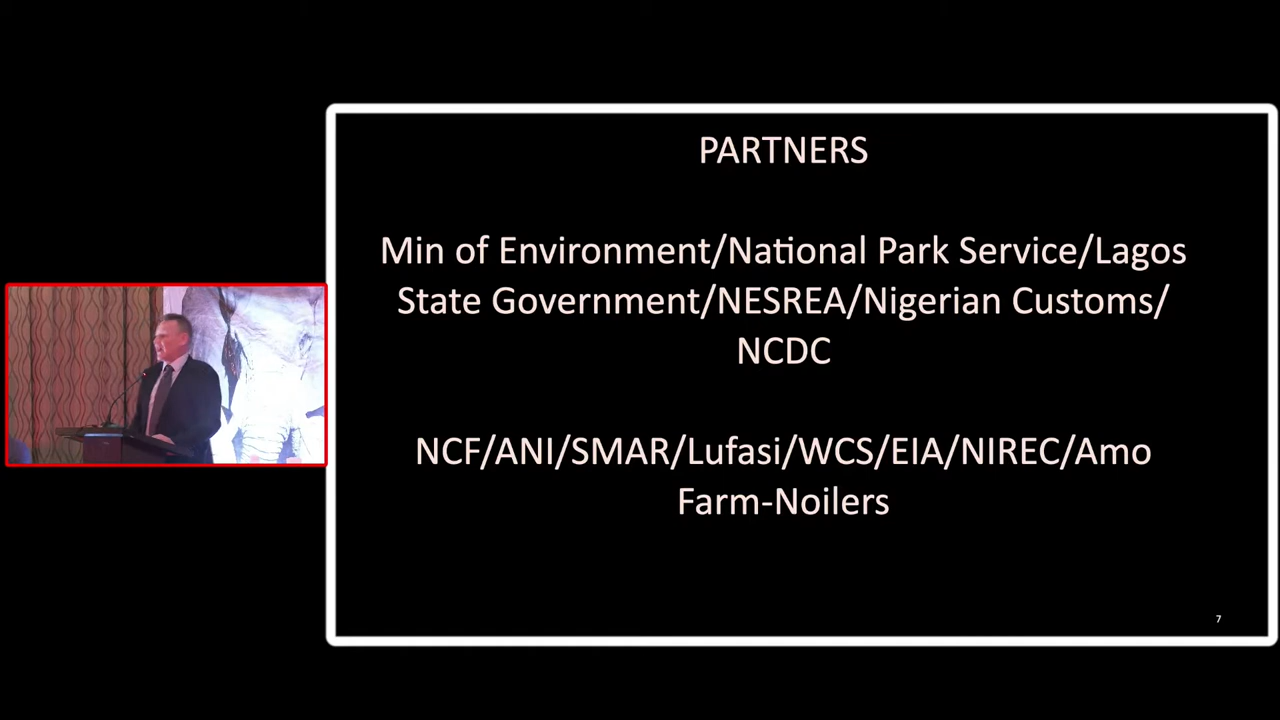 PARTNERS
Min of Environment/National Park Service/Lagos
State Government/NESREA/Nigerian Customs/
NCDC
NCF/ANI/SMAR/Lufasi/WCS/EIA/NIREC/Amo
Farm-Noilers
7